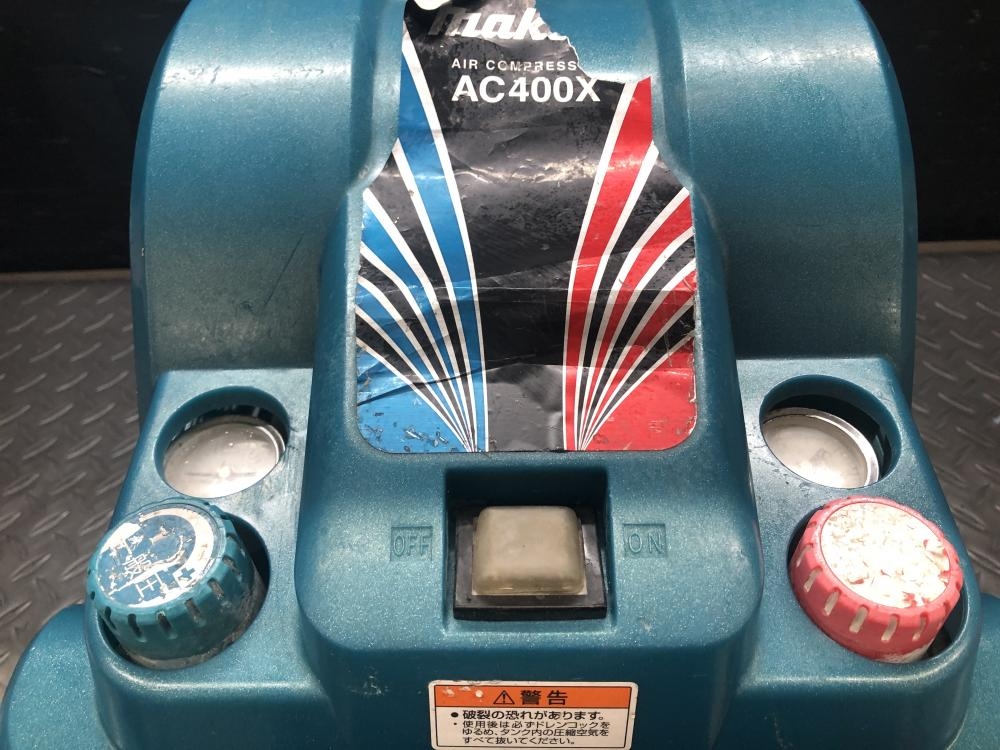 AIR COMPRESS
AC400X
OFF
ON
警告
●破裂の恐れがあります。
・使用後は必ずドレンコックを
ゆるめ、タンク内の圧縮空気を
すべて抜いてください。